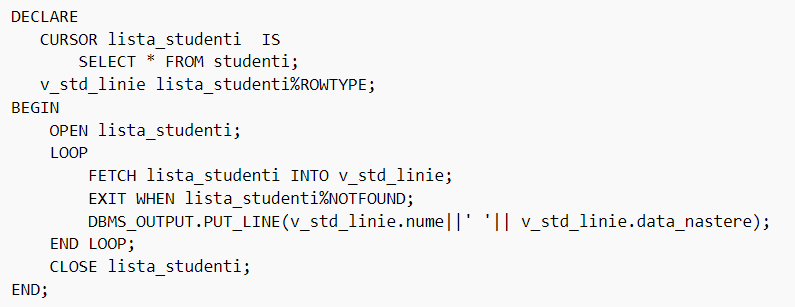 DECLARE
   CURSOR lista_studenti  IS
       SELECT * FROM studenti;
   v_std_linie lista_studenti%ROWTYPE;
BEGIN
    OPEN lista_studenti;
    LOOP
        FETCH lista_studenti INTO v_std_linie;
        EXIT WHEN lista_studenti%NOTFOUND;
        DBMS_OUTPUT.PUT_LINE(v_std_linie.nume||' '|| v_std_linie.data_nastere);
    END LOOP;
    CLOSE lista_studenti;
END;